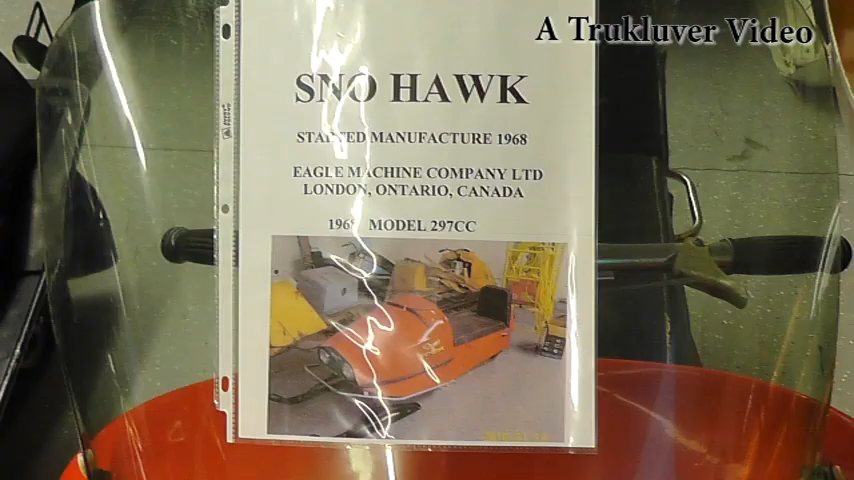 A Trukluver Video
SNO HAWK
STARTED MANUFACTURE 1968
EAGLE MACHINE COMPANY LTD
LONDON, ONTARIO, CANADA
MODEL 297CC